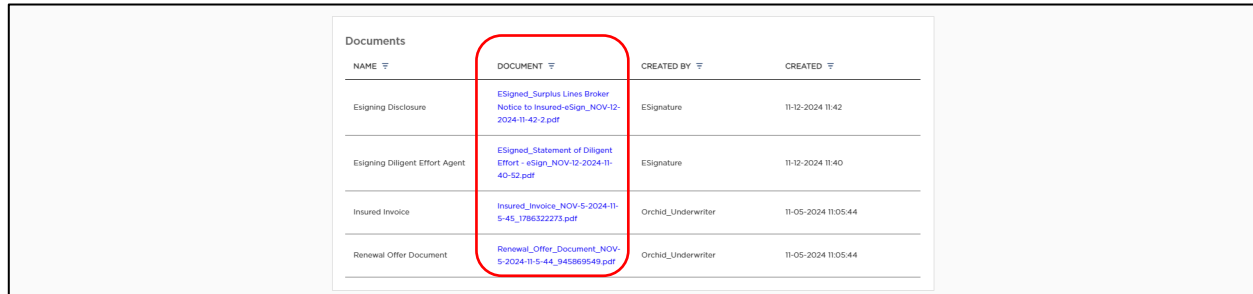 Documents
NAME DOCUMENT CREATED BY CREATED
ESigned_Surplus Lines Broker
Esigning Disclosure Notice to Insured-eSign_NOV-12- ESignature 11-12-2024 11:42
2024-11-42-2.pdf
ESigned_Statement of Diligent
Esigning Diligent Effort Agent Effort - eSign_NOV-12-2024-11- ESignature 11-12-2024 11:40
40-52.pdf
Insured_Invoice_NOV-5-2024-11-
Insured Invoice Orchid_Underwriter 11-05-2024 11:05:44
5-45_1786322273.pdf
Renewal_Offer_Document_NOV-
Renewal Offer Document Orchid_Underwriter 11-05-2024 11:05:44
5-2024-11-5-44_945869549.pdf